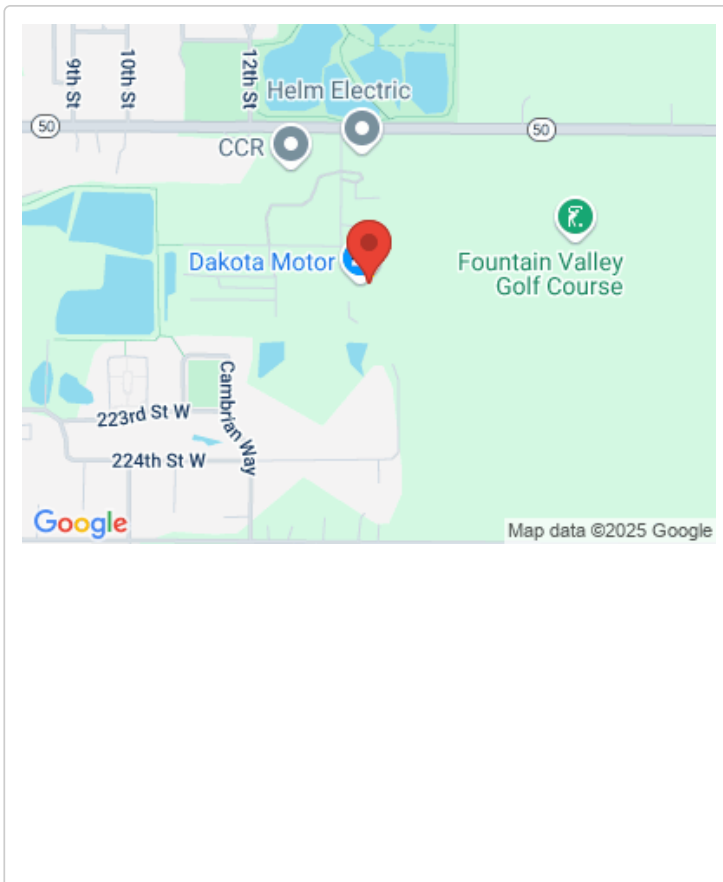 9th St
10th St
12th St
Helm Electric
50
50
CCR
Dakota Motor
Fountain Valley
Golf Course
Cambrian Way
223rd St W
224th St W
Google
Map data ©2025 Google